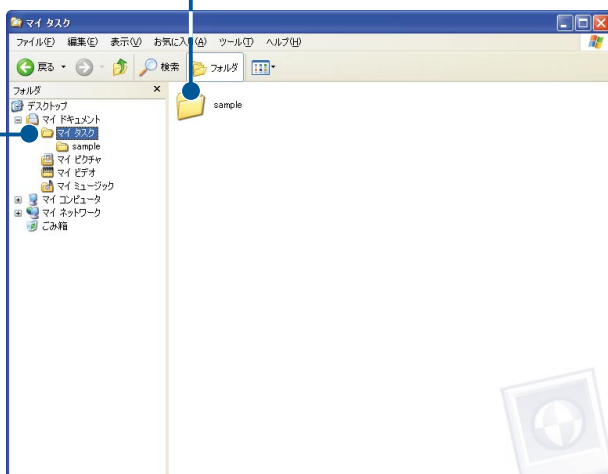 マイ タスク
ファイル(F) 編集(E) 表示(V) お気に入り(A) ツール(T) ヘルプ(H)
戻る 検索 フォルダ
フォルダ
デスクトップ
マイ ドキュメント
マイ タスク
sample
マイ ピクチャ
マイ ビデオ
マイ ミュージック
マイ コンピュータ
マイ ネットワーク
ごみ箱
sample